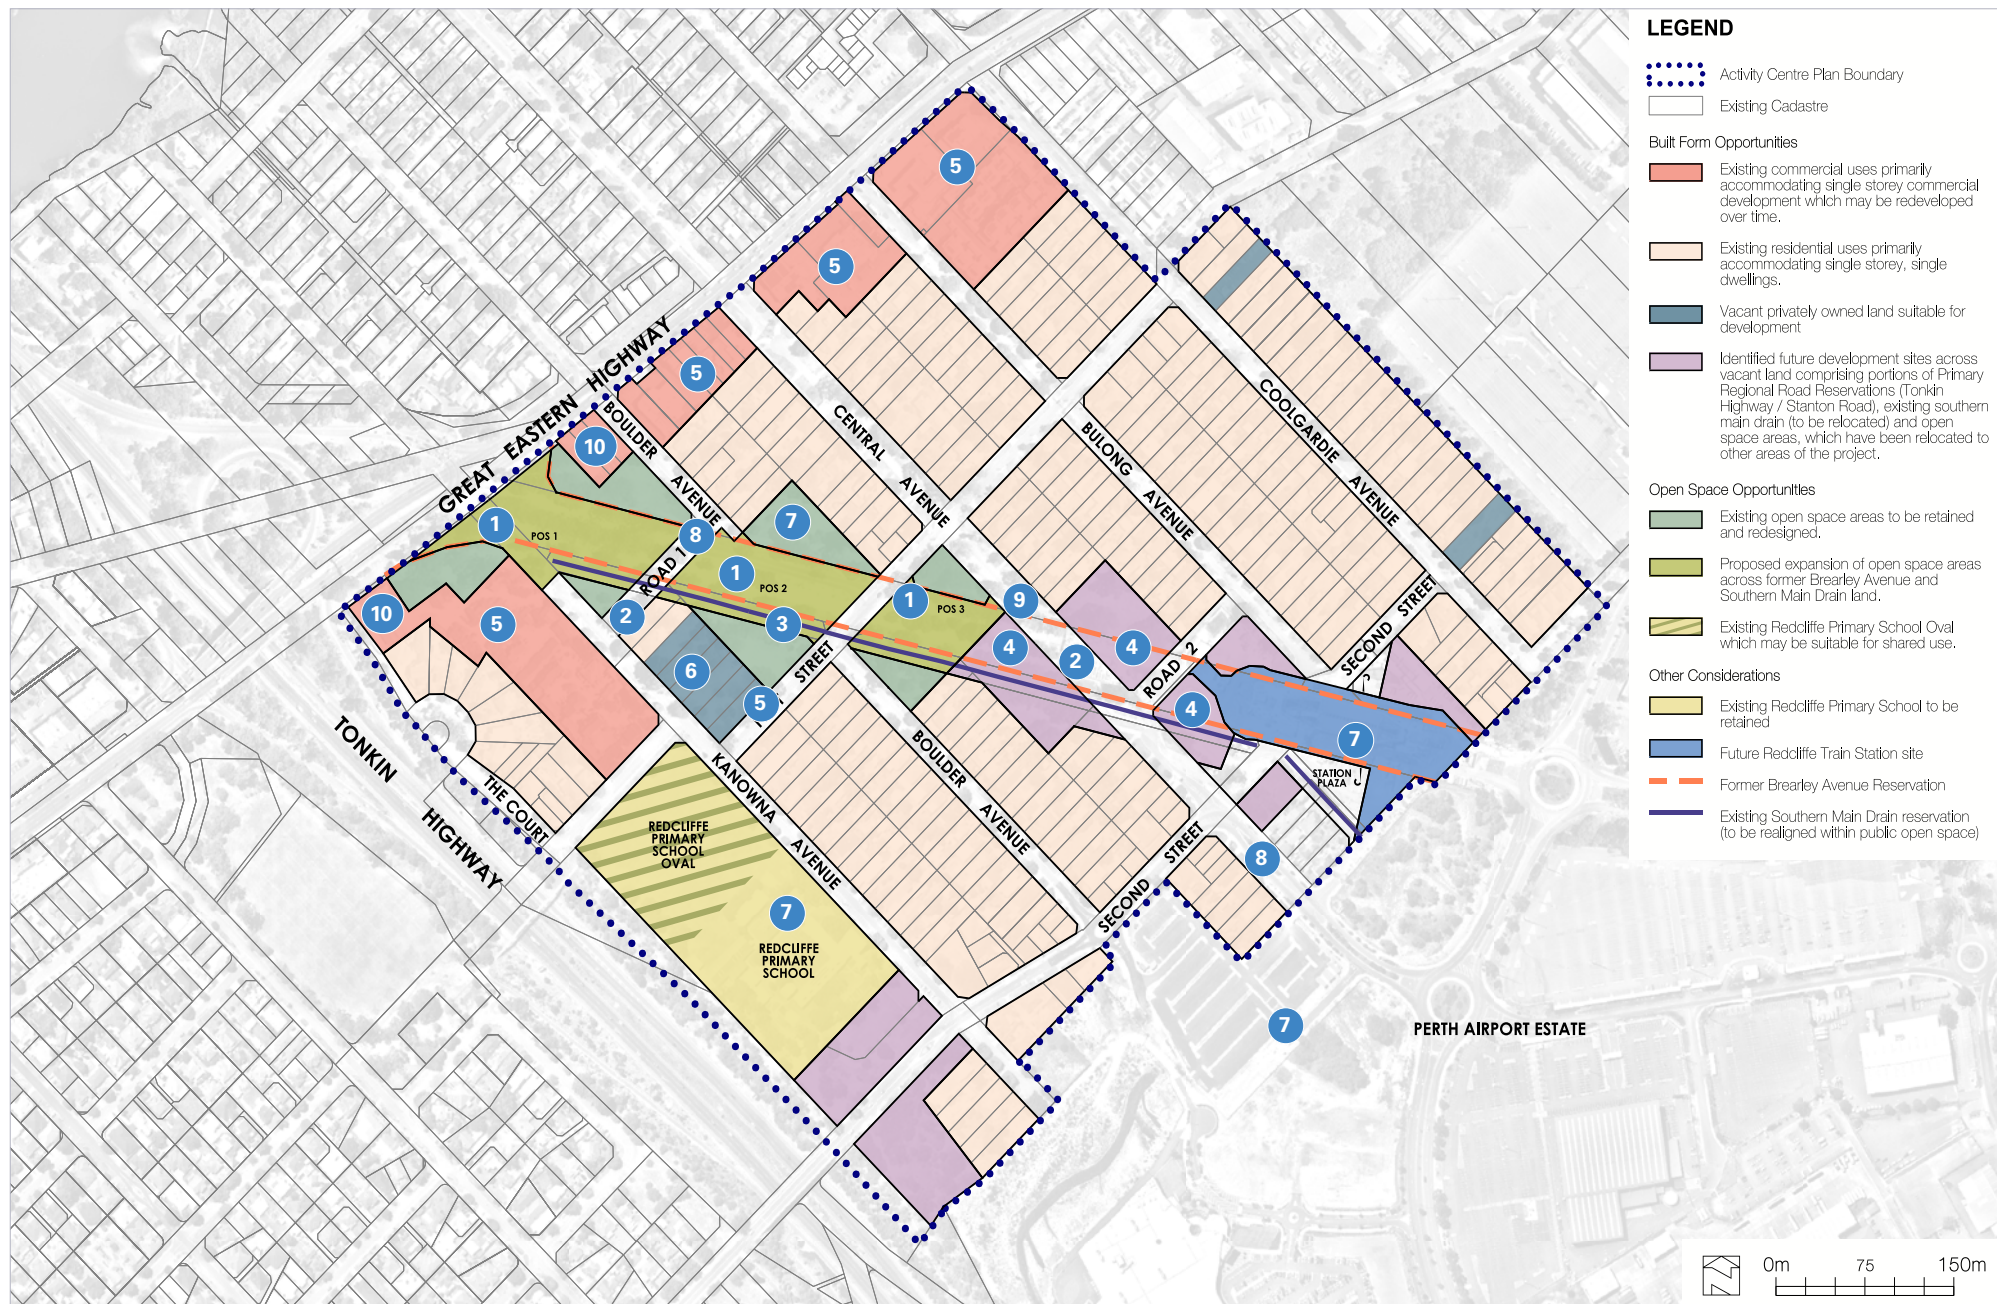 LEGEND
Activity Centre Plan Boundary
Existing Cadastre
Built Form Opportunities
Existing commercial uses primarily
accommodating single storey commercial
development which may be redeveloped
over time.
Existing residential uses primarily
accommodating single storey, single
dwellings.
Vacant privately owned land suitable for
development
Identified future development sites across
vacant land comprising portions of Primary
Regional Road Reservations (Tonkin
Highway / Stanton Road), existing southern
main drain (to be relocated) and open
space areas, which have been relocated to
other areas of the project.
Open Space Opportunities
Existing open space areas to be retained
and redesigned.
Proposed expansion of open space areas
across former Brearley Avenue and
Southern Main Drain land.
Existing Redcliffe Primary School Oval
which may be suitable for shared use.
Other Considerations
Existing Redcliffe Primary School to be
retained
Future Redcliffe Train Station site
Former Brearley Avenue Reservation
Existing Southern Main Drain reservation
(to be realigned within public open space)
0m 75 150m
GREAT EASTERN HIGHWAY
BOULDER AVENUE
CENTRAL AVENUE
BULONG AVENUE
COOLGARDIE AVENUE
SECOND STREET
ROAD 1
ROAD 2
STREET
BOULDER AVENUE
KANOWNA AVENUE
SECOND STREET
THE COURT
TONKIN HIGHWAY
POS 1
POS 2
POS 3
STATION
PLAZA
REDCLIFFE
PRIMARY
SCHOOL
OVAL
REDCLIFFE
PRIMARY
SCHOOL
PERTH AIRPORT ESTATE
5
5
5
10
1
8
7
1
2
3
1
9
4
2
4
4
7
10
5
6
5
8
7
7